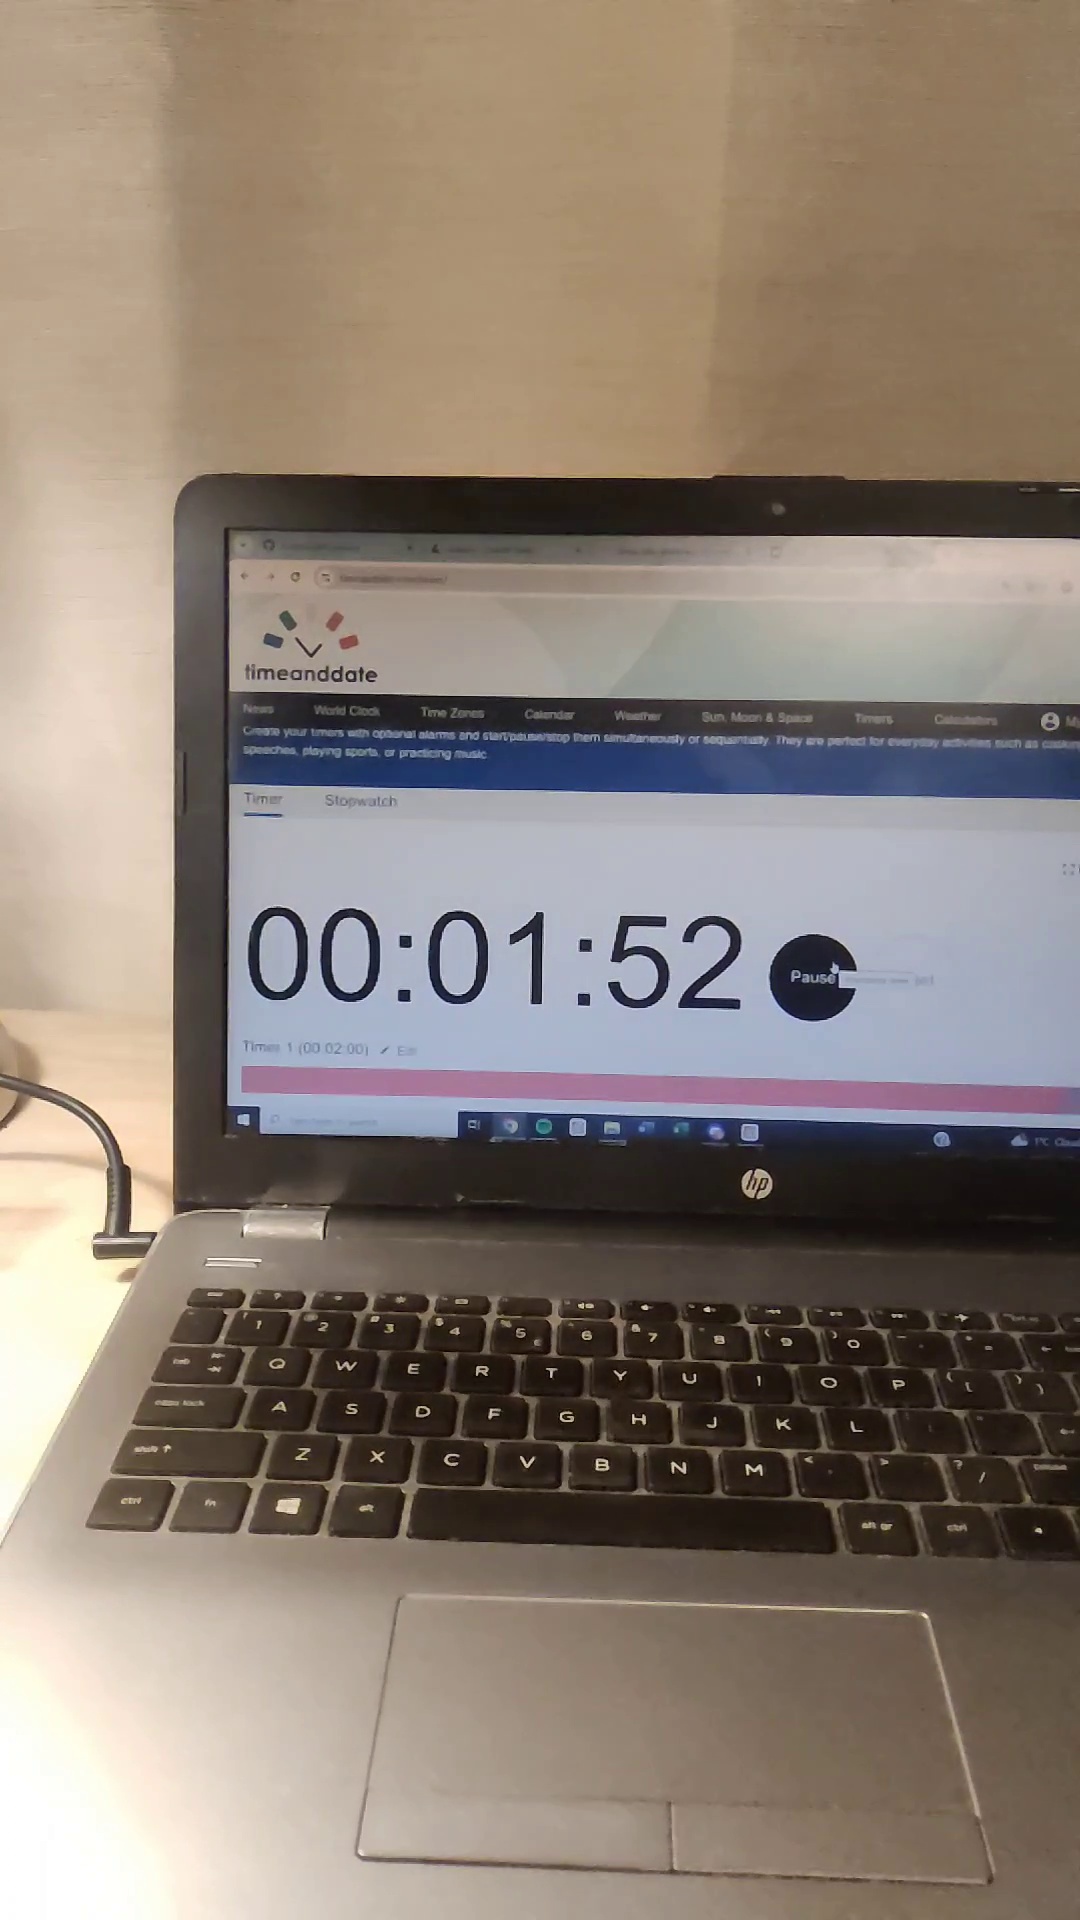 timeanddate
News World Clock Time Zones Calendar Weather Sun, Moon & Space Timers Calculators My
Create your timers with optional alarms and start/pause/stop them simultaneously or sequentially. They are perfect for everyday activities such as
speeches, playing sports, or practicing music.
Timer Stopwatch
00:01:52
Pause
Timer 1 (00:02:00) Edit
1°C
hp
1 2 3 4 5 6 7 8 9 0
tab Q W E R T Y U I O P
caps lock A S D F G H J K L
shift Z X C V B N M
ctrl fn alt alt gr ctrl